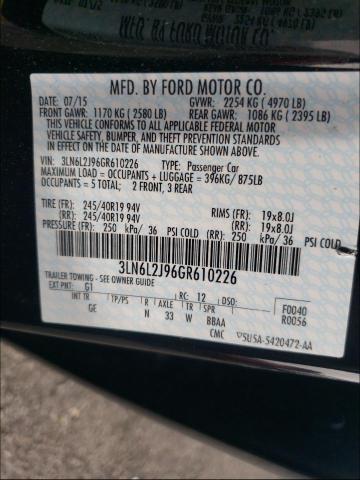 MFD. BY FORD MOTOR CO.
DATE: 07/15 GVWR: 2254 KG (4970 LB)
FRONT GAWR: 1170 KG (2580 LB) REAR GAWR: 1086 KG (2395 LB)
THIS VEHICLE CONFORMS TO ALL APPLICABLE FEDERAL MOTOR
VEHICLE SAFETY, BUMPER, AND THEFT PREVENTION STANDARDS
IN EFFECT ON THE DATE OF MANUFACTURE SHOWN ABOVE.
VIN: 3LN6L2J96GR610226 TYPE: Passenger Car
MAXIMUM LOAD = OCCUPANTS + LUGGAGE = 396KG/ 875LB
OCCUPANTS = 5 TOTAL: 2 FRONT, 3 REAR
TIRE (FR): 245/40R19 94V RIMS (FR): 19x8.0J
TIRE (RR): 245/40R19 94V (RR): 19x8.0J
PRESSURE (FR): 250 kPa/ 36 PSI COLD (RR): 250 kPa/ 36 PSI COLD
3LN6L2J96GR610226
TRAILER TOWING - SEE OWNER GUIDE
EXT PNT: G1 RC: 12 DSO: F0040
INT TR TR SPR R0056
GE N 33 W BBAA
CMC 5U5A-5420472-AA